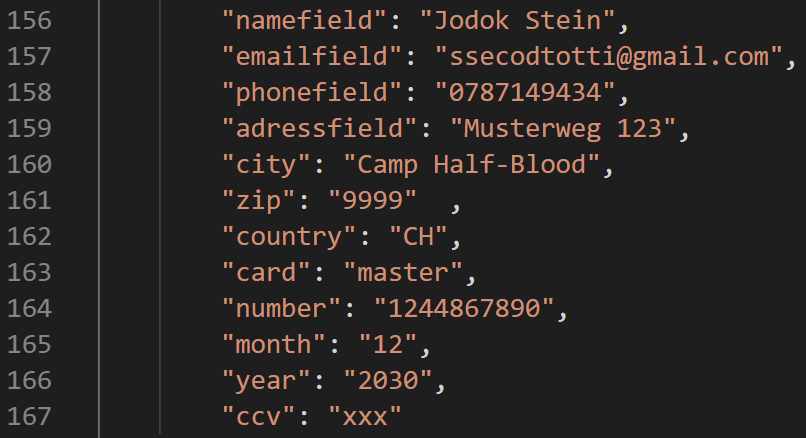 156 "namefield": "Jodok Stein",
157 "emailfield": "ssecodtotti@gmail.com",
158 "phonefield": "0787149434",
159 "adressfield": "Musterweg 123",
160 "city": "Camp Half-Blood",
161 "zip": "9999"  ,
162 "country": "CH",
163 "card": "master",
164 "number": "1244867890",
165 "month": "12",
166 "year": "2030",
167 "ccv": "xxx"